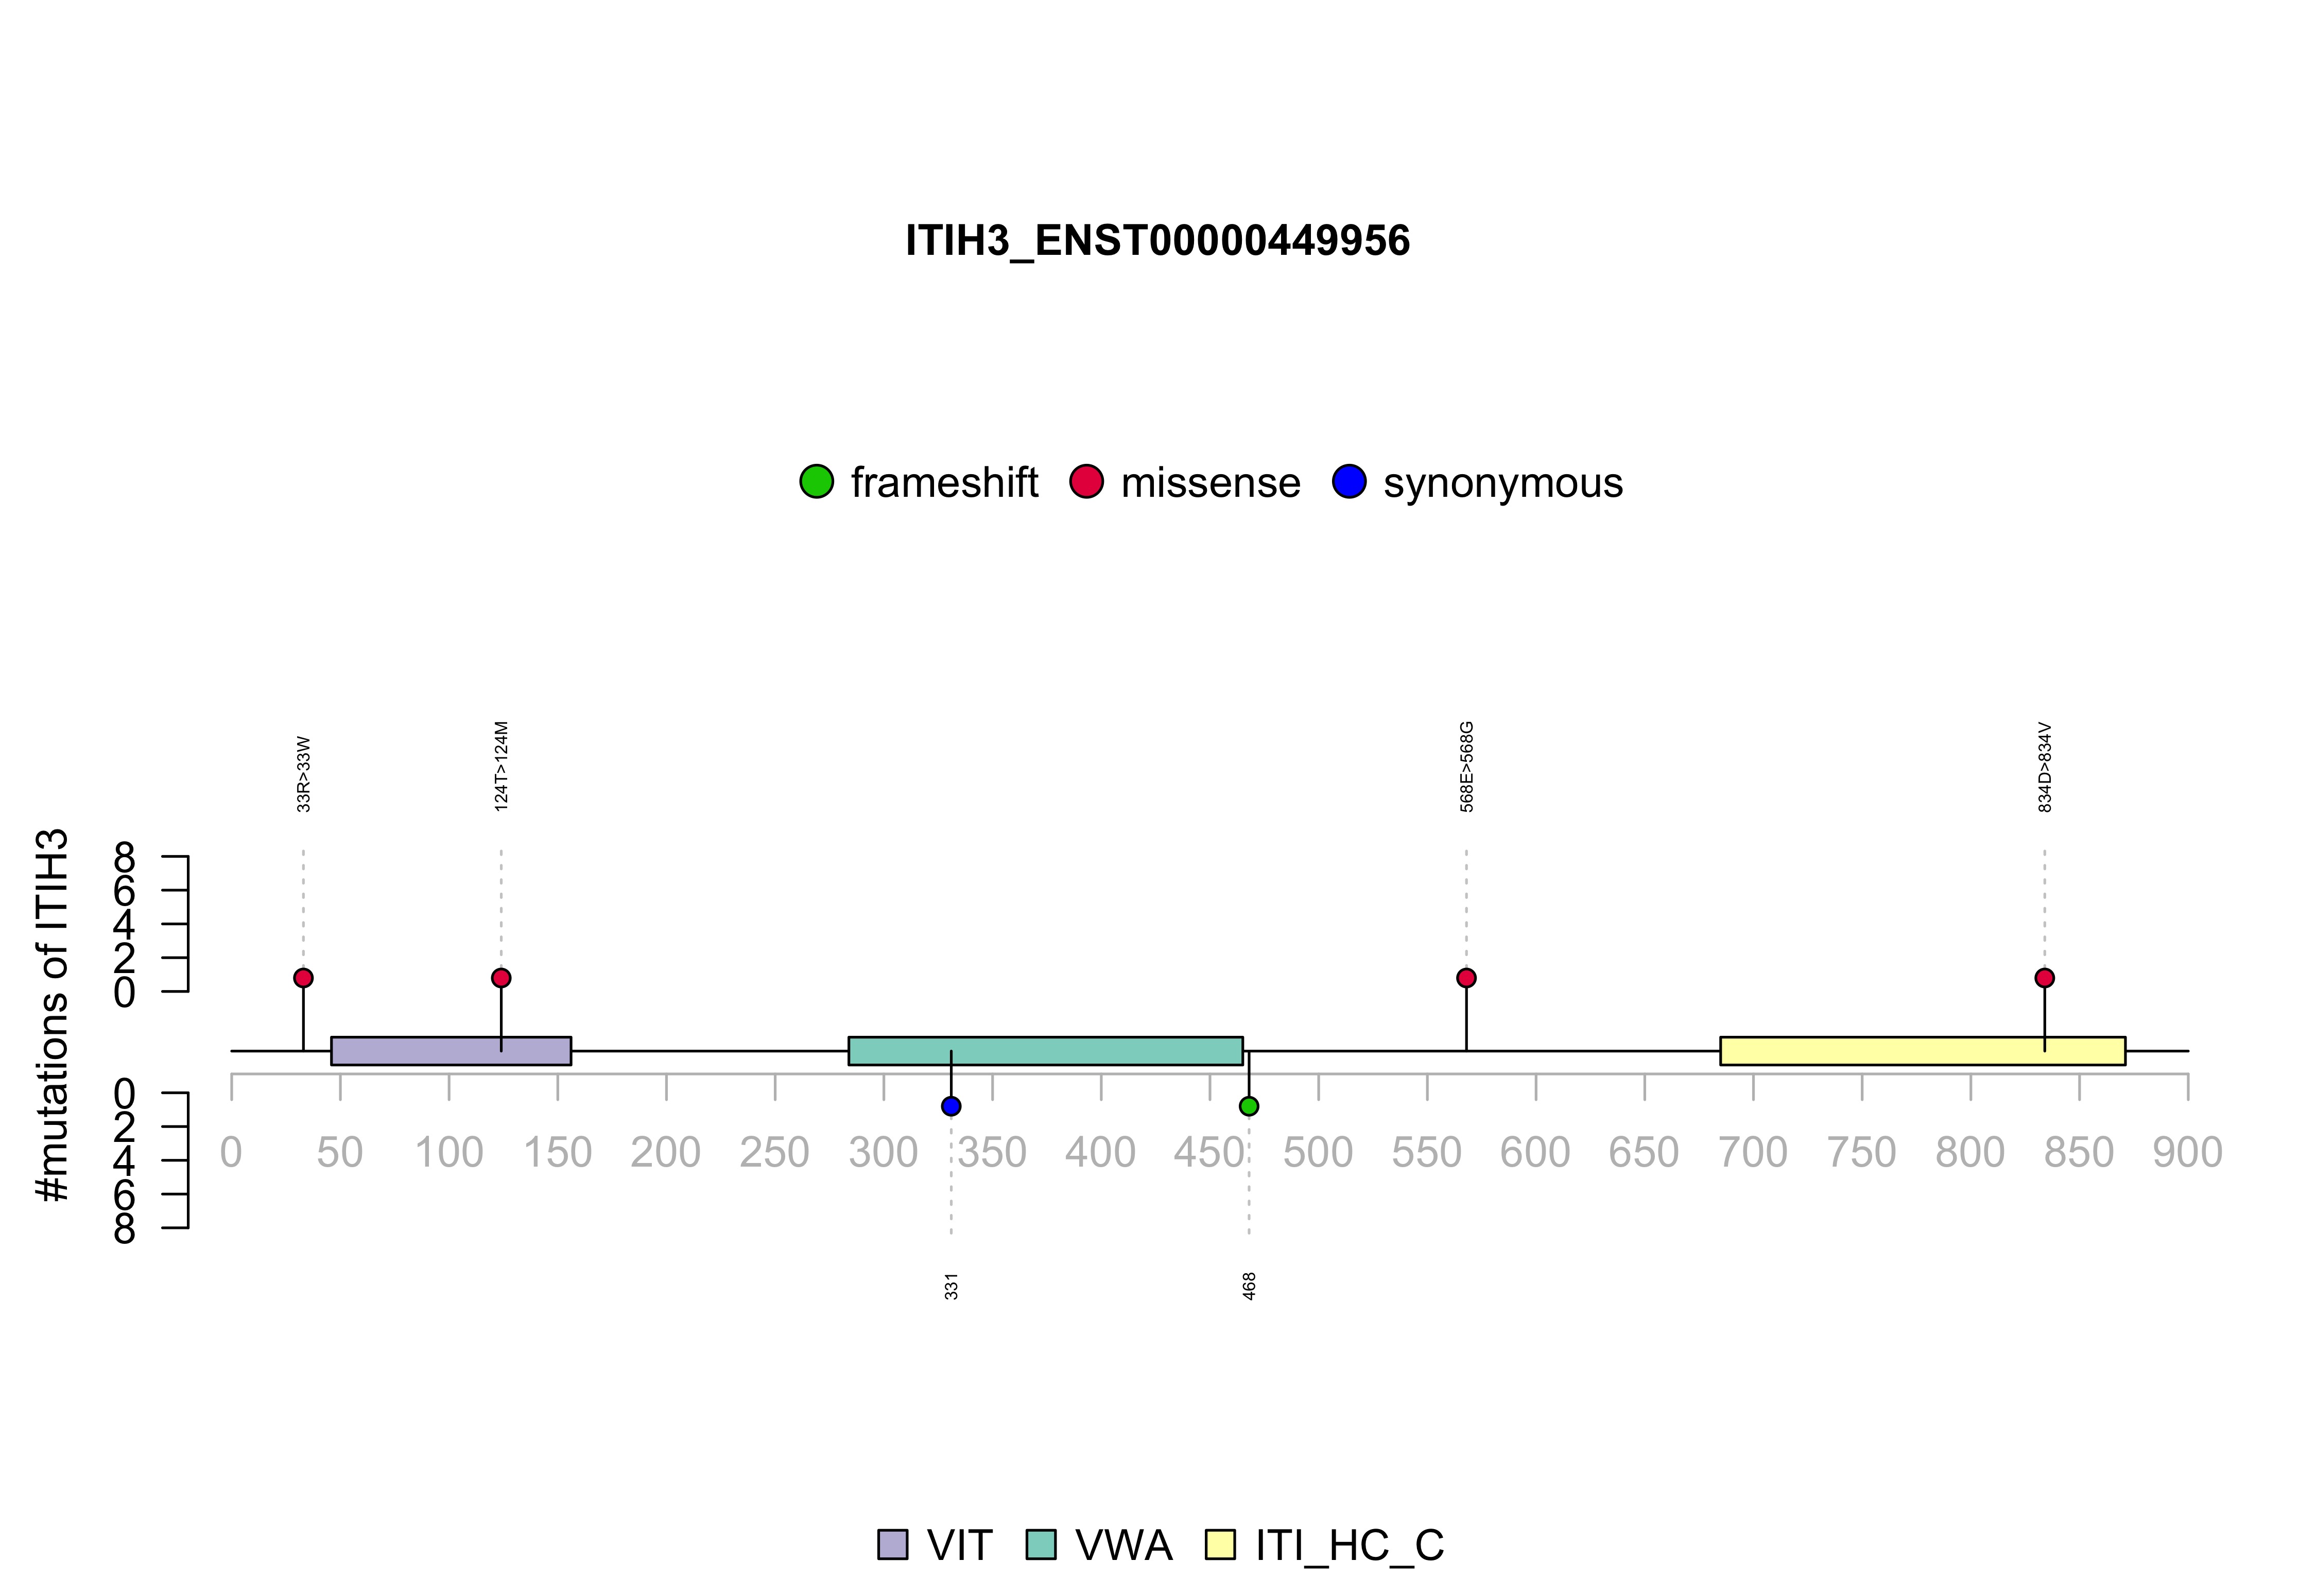 ITIH3_ENST00000449956
frameshift missense synonymous
33R>33W 124T>124M 568E>568G 834D>834V
#mutations of ITIH3
8
6
4
2
0
0
2
4
6
8
0 50 100 150 200 250 300 350 400 450 500 550 600 650 700 750 800 850 900
331 468
VIT VWA ITI_HC_C